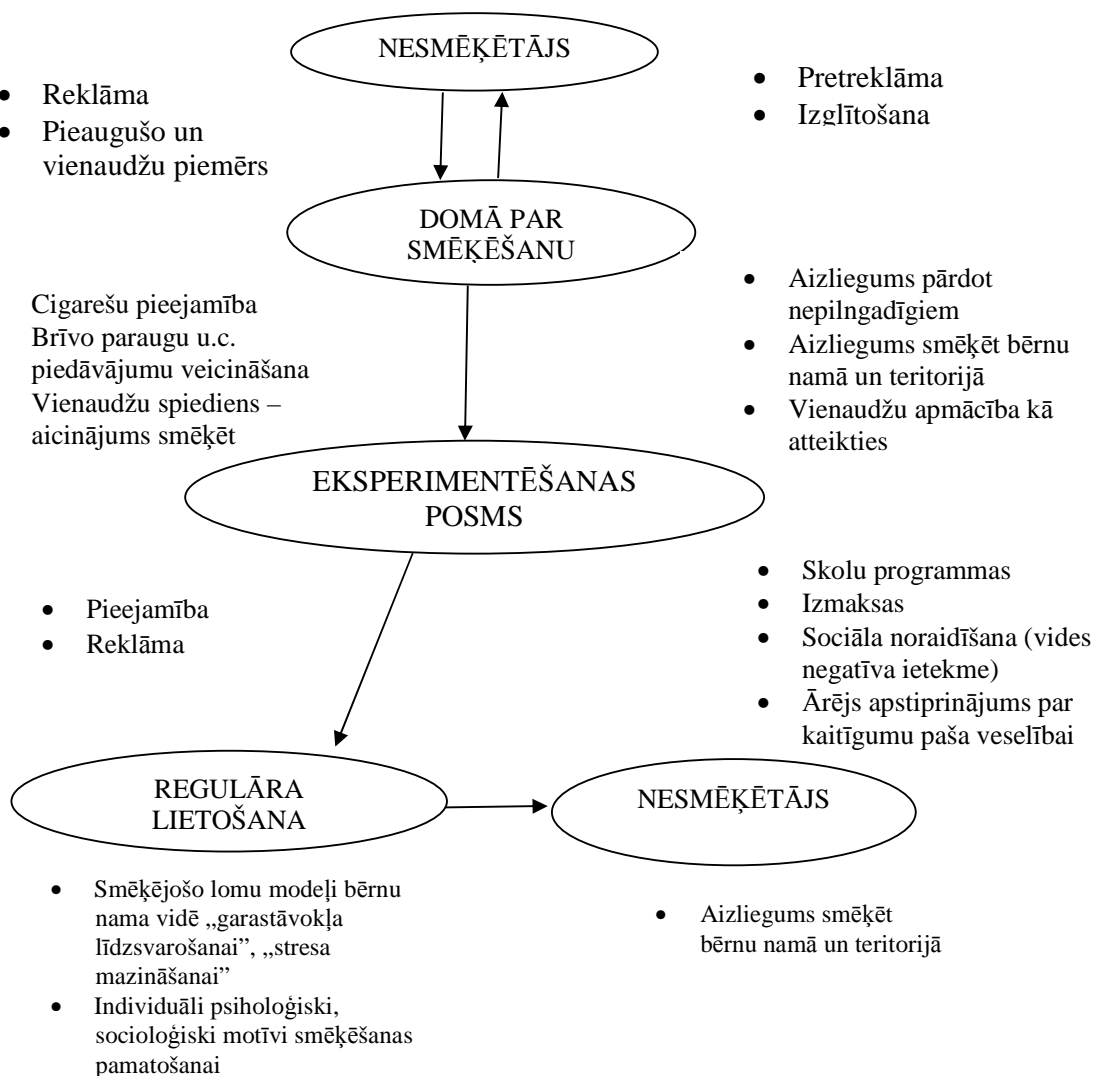 NESMĒĶĒTĀJS
• Reklāma
• Pieaugušo un
vienaudžu piemērs
• Pretreklāma
• Izglītošana
DOMĀ PAR
SMĒĶĒŠANU
Cigarešu pieejamība
Brīvo paraugu u.c.
piedāvājumu veicināšana
Vienaudžu spiediens –
aicinājums smēķēt
• Aizliegums pārdot
nepilngadīgiem
• Aizliegums smēķēt bērnu
namā un teritorijā
• Vienaudžu apmācība kā
atteikties
EKSPERIMENTĒŠANAS
POSMS
• Pieejamība
• Reklāma
• Skolu programmas
• Izmaksas
• Sociāla noraidīšana (vides
negatīva ietekme)
• Ārējs apstiprinājums par
kaitīgumu paša veselībai
REGULĀRA
LIETOŠANA
NESMĒĶĒTĀJS
• Smēķējošo lomu modeļi bērnu
nama vidē „garastāvokļa
līdzsvarošanai”, „stresa
mazināšanai”
• Individuāli psiholoģiski,
socioloģiski motīvi smēķēšanas
pamatošanai
• Aizliegums smēķēt
bērnu namā un teritorijā